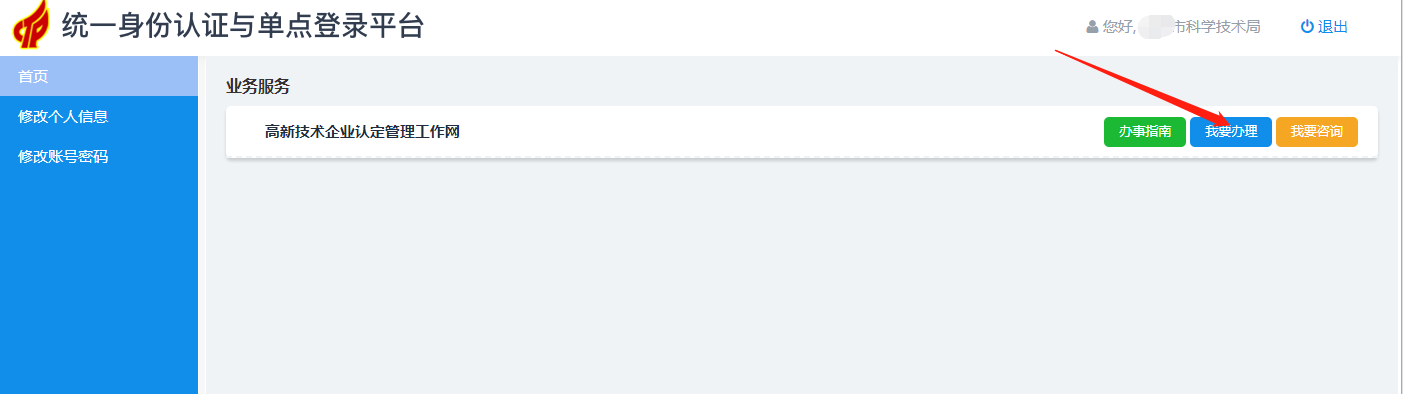 统一身份认证与单点登录平台
您好, 市科学技术局
退出
首页
修改个人信息
修改账号密码
业务服务
高新技术企业认定管理工作网
办事指南
我要办理
我要咨询